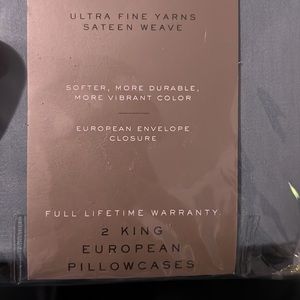 ULTRA FINE YARNS
SATEEN WEAVE
SOFTER, MORE DURABLE,
MORE VIBRANT COLOR
EUROPEAN ENVELOPE
CLOSURE
FULL LIFETIME WARRANTY.
2 KING
EUROPEAN
PILLOWCASES